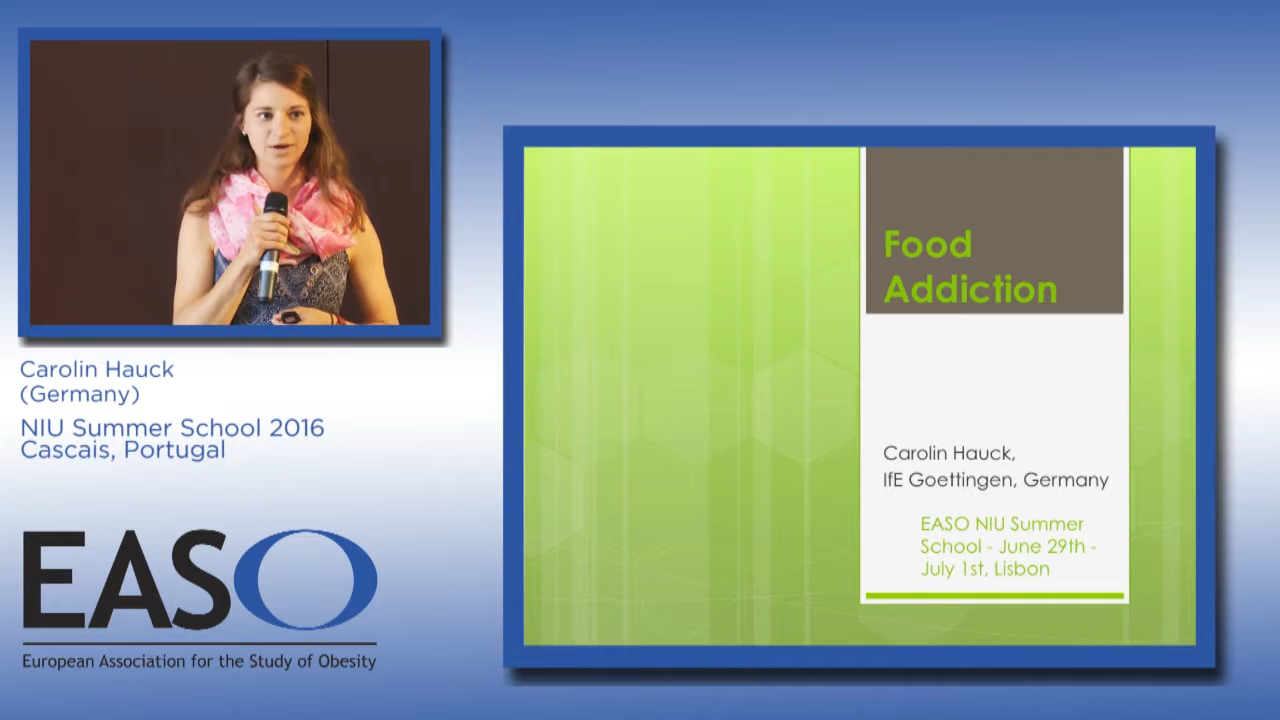 Carolin Hauck
(Germany)
NIU Summer School 2016
Cascais, Portugal
EASO
European Association for the Study of Obesity
Food
Addiction
Carolin Hauck,
IfE Goettingen, Germany
EASO NIU Summer
School - June 29th -
July 1st, Lisbon